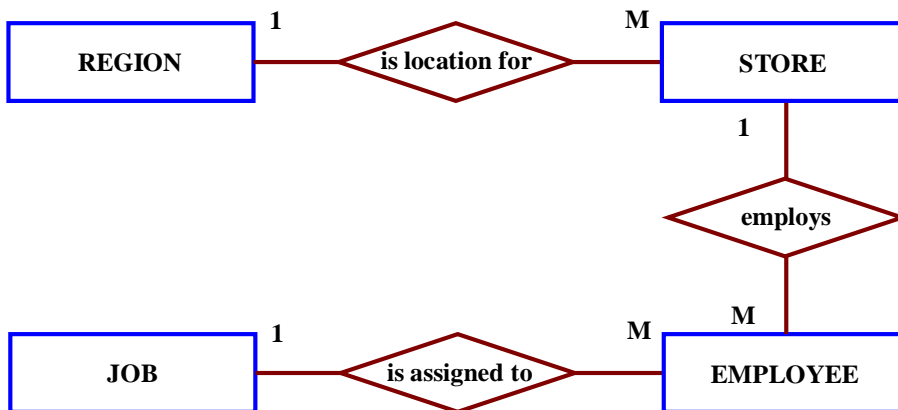 1 M
REGION is location for STORE
1
employs
M
1 M
JOB is assigned to EMPLOYEE